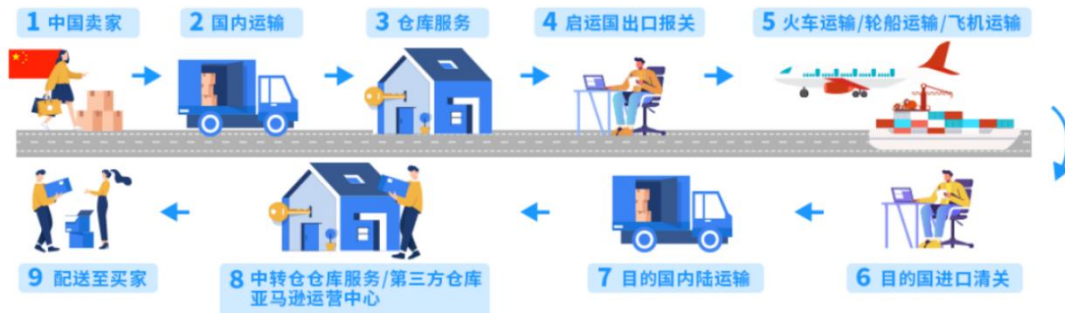 1 中国卖家
2 国内运输
3 仓库服务
4 启运国出口报关
5 火车运输/轮船运输/飞机运输
6 目的国进口清关
7 目的国内陆运输
8 中转仓仓库服务/第三方仓库
亚马逊运营中心
9 配送至买家